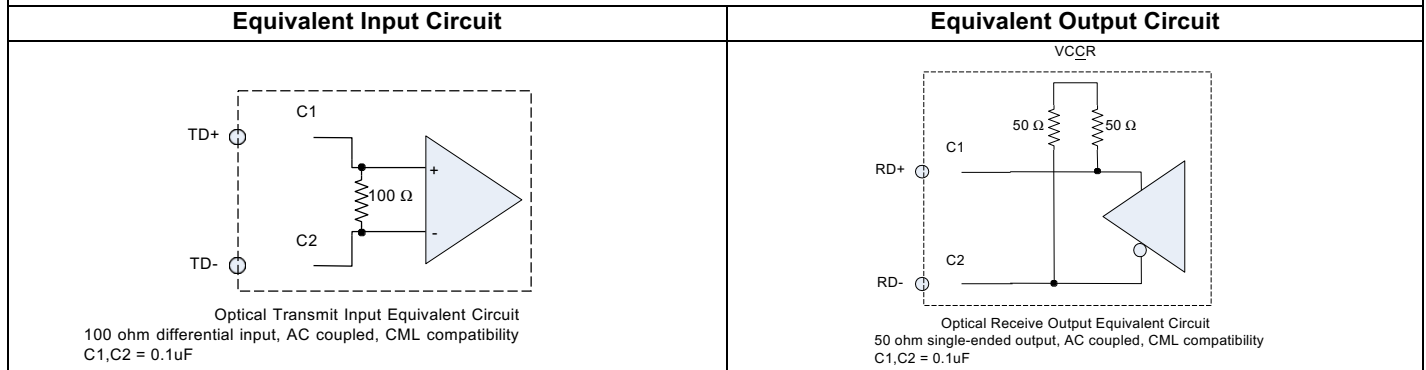 Equivalent Input Circuit
C1
TD+
+
100 Ω
-
C2
TD-
Optical Transmit Input Equivalent Circuit
100 ohm differential input, AC coupled, CML compatibility
C1,C2 = 0.1uF
Equivalent Output Circuit
VCCR
50 Ω
50 Ω
C1
RD+
C2
RD-
Optical Receive Output Equivalent Circuit
50 ohm single-ended output, AC coupled, CML compatibility
C1,C2 = 0.1uF